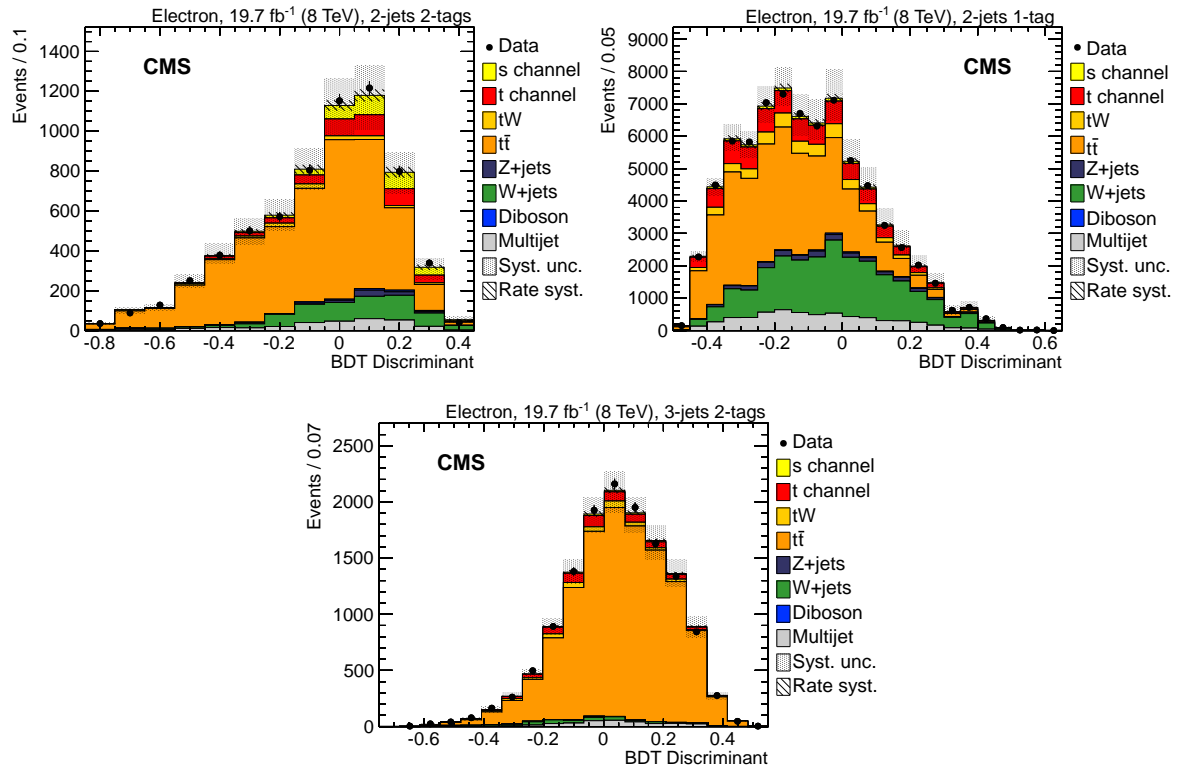 Electron, 19.7 fb⁻¹ (8 TeV), 2-jets 2-tags
Events / 0.1
1400
1200
1000
800
600
400
200
0
CMS
Data
s channel
t channel
tW
tt̄
Z+jets
W+jets
Diboson
Multijet
Syst. unc.
Rate syst.
-0.8 -0.6 -0.4 -0.2 0 0.2 0.4
BDT Discriminant
Electron, 19.7 fb⁻¹ (8 TeV), 2-jets 1-tag
Events / 0.05
9000
8000
7000
6000
5000
4000
3000
2000
1000
0
CMS
Data
s channel
t channel
tW
tt̄
Z+jets
W+jets
Diboson
Multijet
Syst. unc.
Rate syst.
-0.4 -0.2 0 0.2 0.4 0.6
BDT Discriminant
Electron, 19.7 fb⁻¹ (8 TeV), 3-jets 2-tags
Events / 0.07
2500
2000
1500
1000
500
0
CMS
Data
s channel
t channel
tW
tt̄
Z+jets
W+jets
Diboson
Multijet
Syst. unc.
Rate syst.
-0.6 -0.4 -0.2 0 0.2 0.4
BDT Discriminant